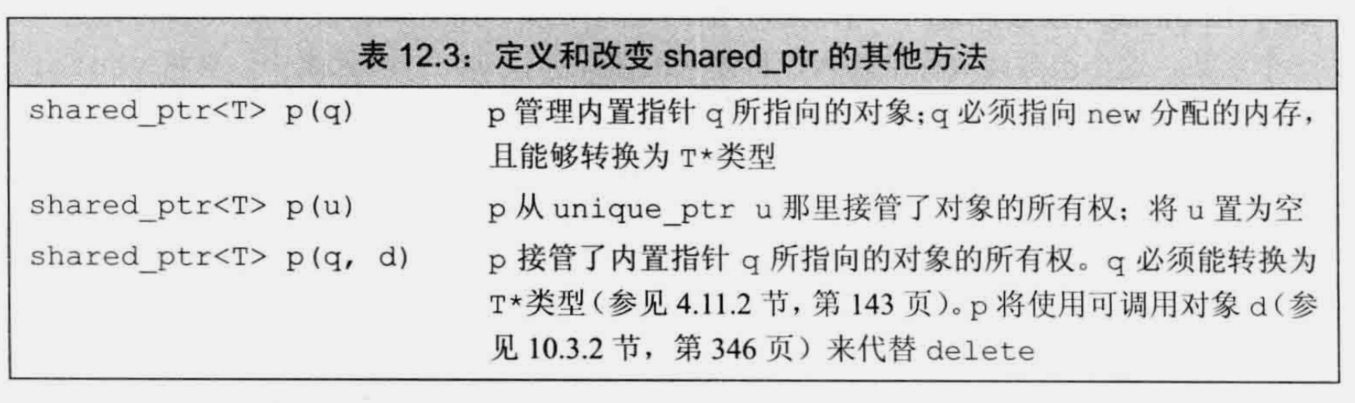 表 12.3：定义和改变 shared_ptr 的其他方法
shared_ptr<T> p(q) p 管理内置指针 q 所指向的对象;q 必须指向 new 分配的内存，
且能够转换为 T*类型
shared_ptr<T> p(u) p 从 unique_ptr u 那里接管了对象的所有权；将 u 置为空
shared_ptr<T> p(q, d) p 接管了内置指针 q 所指向的对象的所有权。q 必须能转换为
T*类型（参见 4.11.2 节，第 143 页）。p 将使用可调用对象 d（参
见 10.3.2 节，第 346 页）来代替 delete